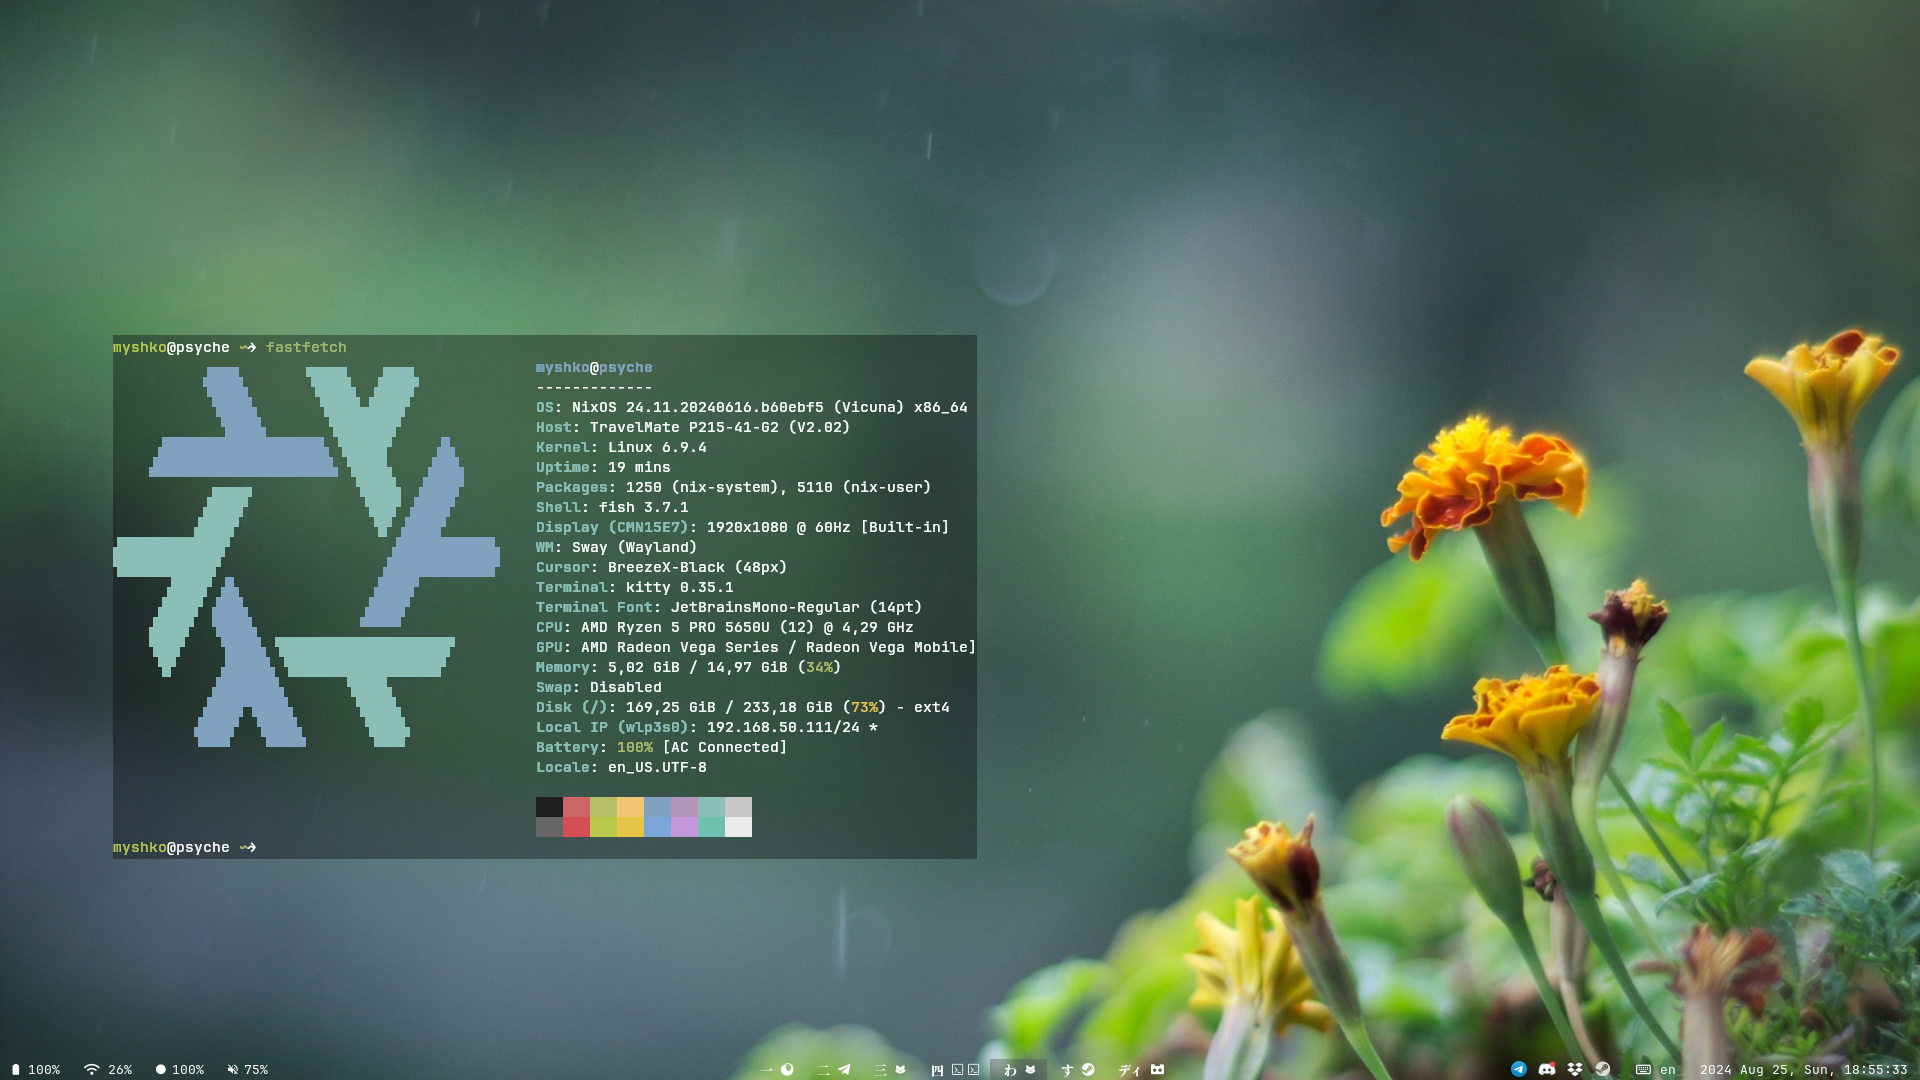 myshko@psyche ⤳ fastfetch
myshko@psyche
-------------
OS: NixOS 24.11.20240616.b60ebf5 (Vicuna) x86_64
Host: TravelMate P215-41-G2 (V2.02)
Kernel: Linux 6.9.4
Uptime: 19 mins
Packages: 1250 (nix-system), 5110 (nix-user)
Shell: fish 3.7.1
Display (CMN15E7): 1920x1080 @ 60Hz [Built-in]
WM: Sway (Wayland)
Cursor: BreezeX-Black (48px)
Terminal: kitty 0.35.1
Terminal Font: JetBrainsMono-Regular (14pt)
CPU: AMD Ryzen 5 PRO 5650U (12) @ 4,29 GHz
GPU: AMD Radeon Vega Series / Radeon Vega Mobile]
Memory: 5,02 GiB / 14,97 GiB (34%)
Swap: Disabled
Disk (/): 169,25 GiB / 233,18 GiB (73%) - ext4
Local IP (wlp3s0): 192.168.50.111/24 *
Battery: 100% [AC Connected]
Locale: en_US.UTF-8
myshko@psyche ⤳
100% 26% 100% 75% 一 二 三 四 わ す ディ en 2024 Aug 25, Sun, 18:55:33